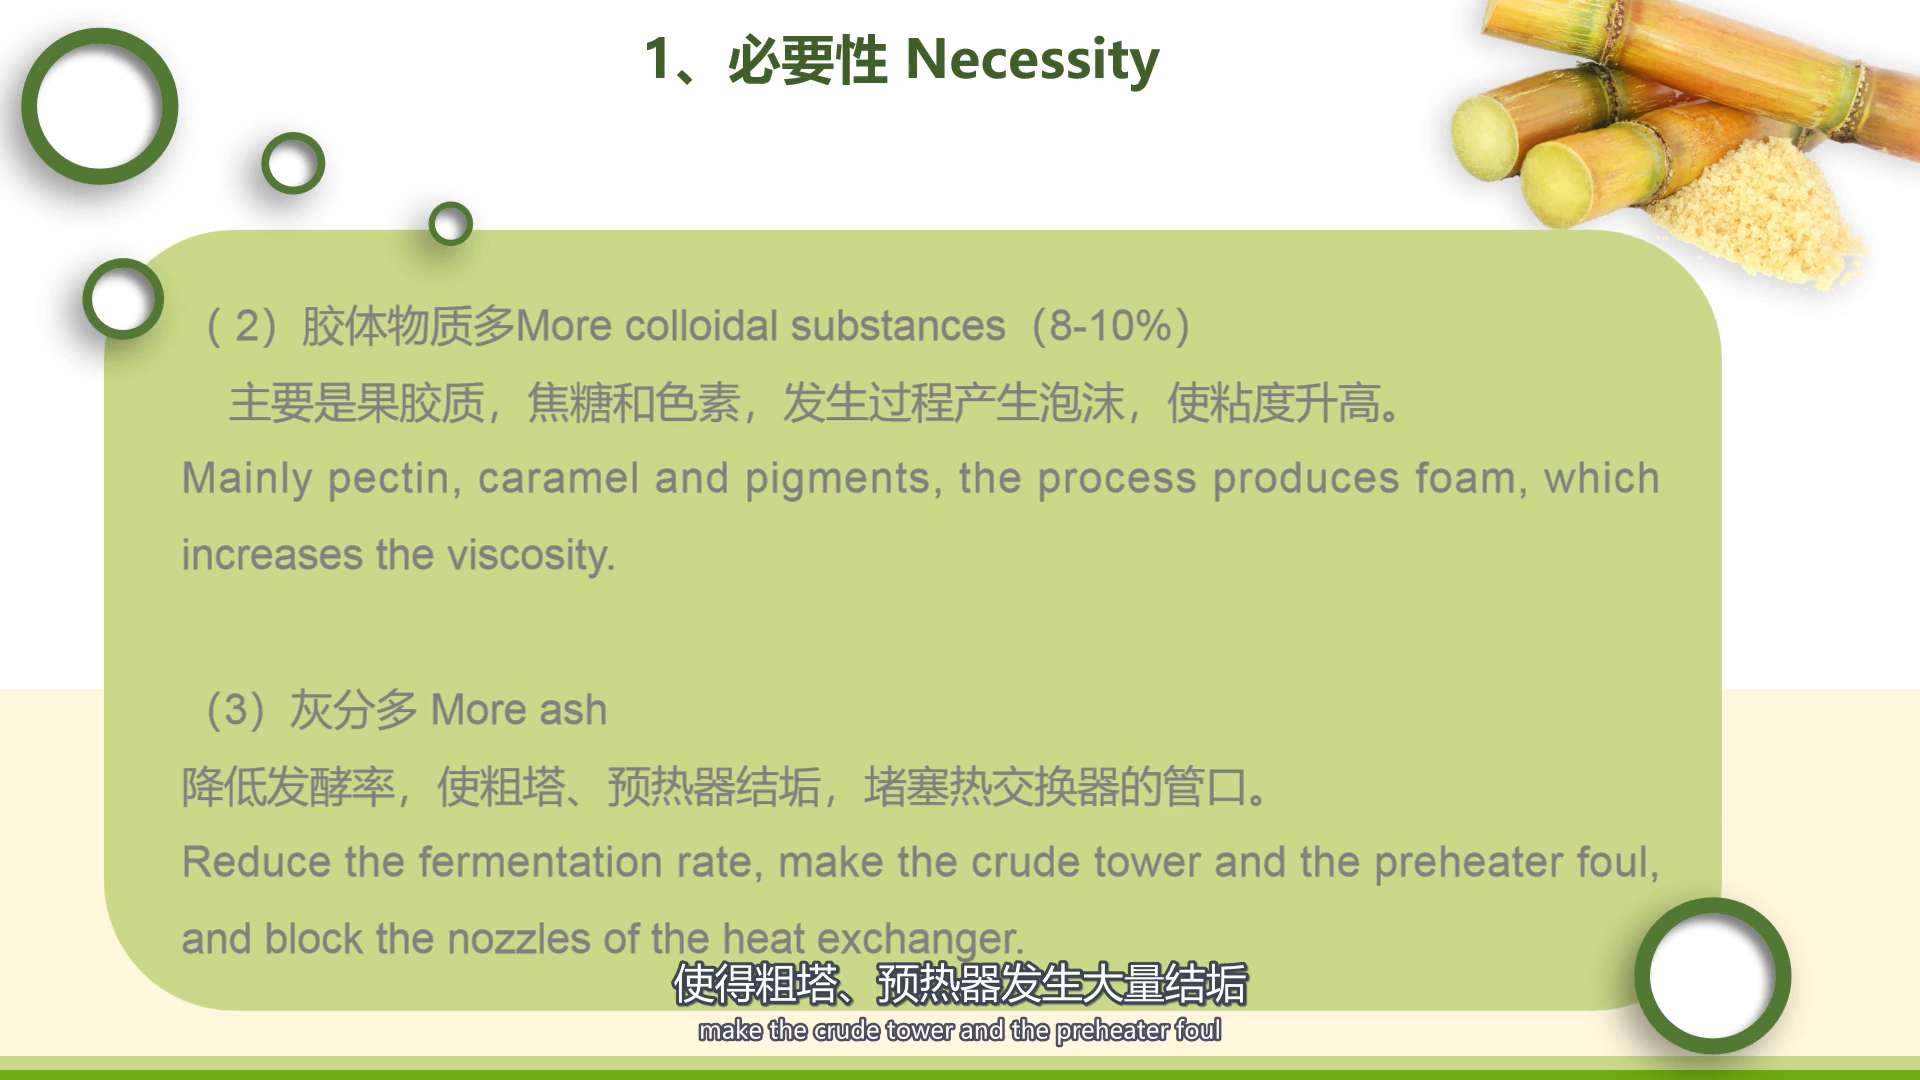 1、必要性 Necessity
（2）胶体物质多More colloidal substances（8-10%）
主要是果胶质，焦糖和色素，发生过程产生泡沫，使粘度升高。
Mainly pectin, caramel and pigments, the process produces foam, which
increases the viscosity.
（3）灰分多 More ash
降低发酵率，使粗塔、预热器结垢，堵塞热交换器的管口。
Reduce the fermentation rate, make the crude tower and the preheater foul,
and block the nozzles of the heat exchanger.
使得粗塔、预热器发生大量结垢
make the crude tower and the preheater foul